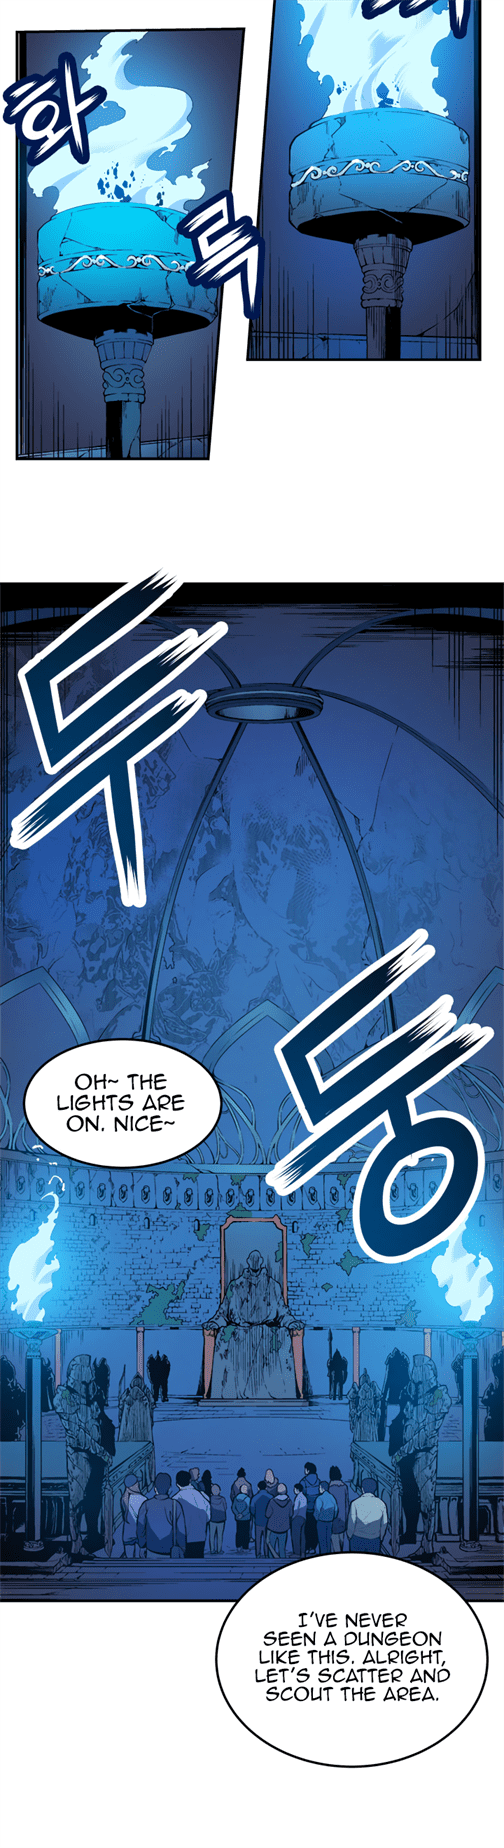 화
륵
두
둥
OH~ THE
LIGHTS ARE
ON. NICE~
I'VE NEVER
SEEN A DUNGEON
LIKE THIS. ALRIGHT,
LET'S SCATTER AND
SCOUT THE AREA.